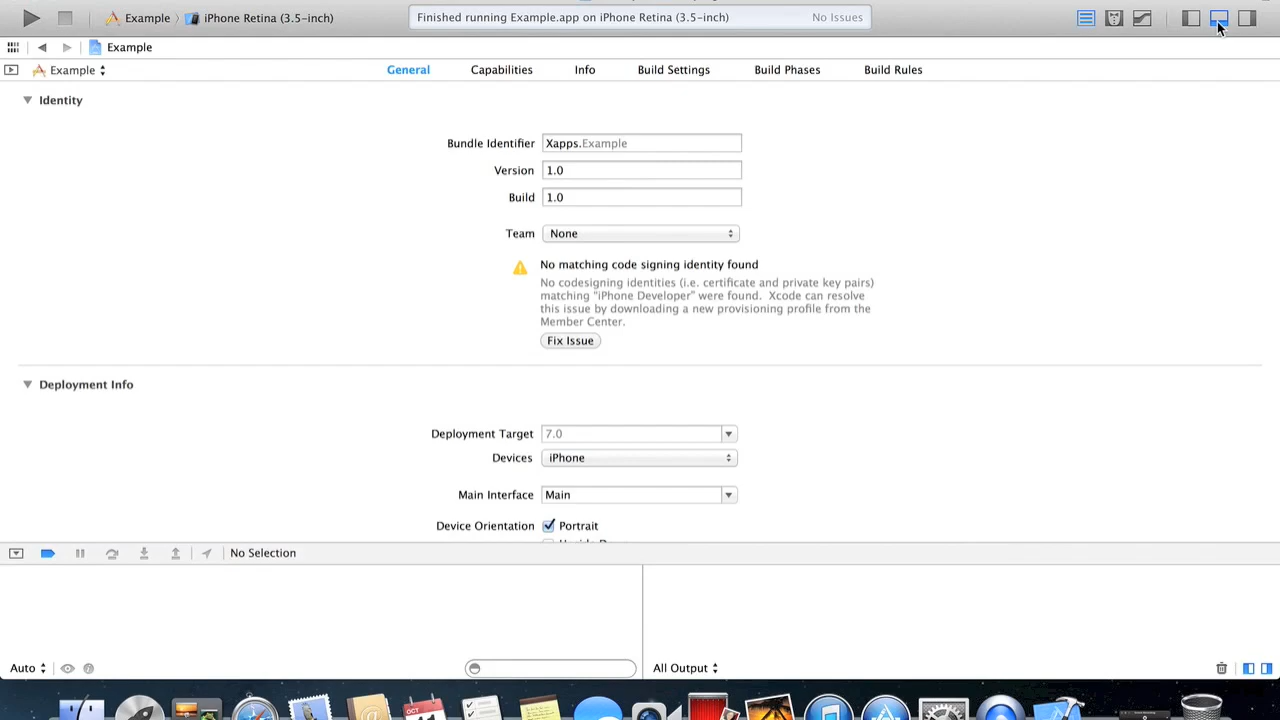 Example
iPhone Retina (3.5-inch)
Finished running Example.app on iPhone Retina (3.5-inch)
No Issues
Example
Example
General
Capabilities
Info
Build Settings
Build Phases
Build Rules
Identity
Bundle Identifier
Xapps.Example
Version
1.0
Build
1.0
Team
None
No matching code signing identity found
No codesigning identities (i.e. certificate and private key pairs)
matching "iPhone Developer" were found. Xcode can resolve
this issue by downloading a new provisioning profile from the
Member Center.
Fix Issue
Deployment Info
Deployment Target
7.0
Devices
iPhone
Main Interface
Main
Device Orientation
Portrait
No Selection
Auto
All Output
OCT